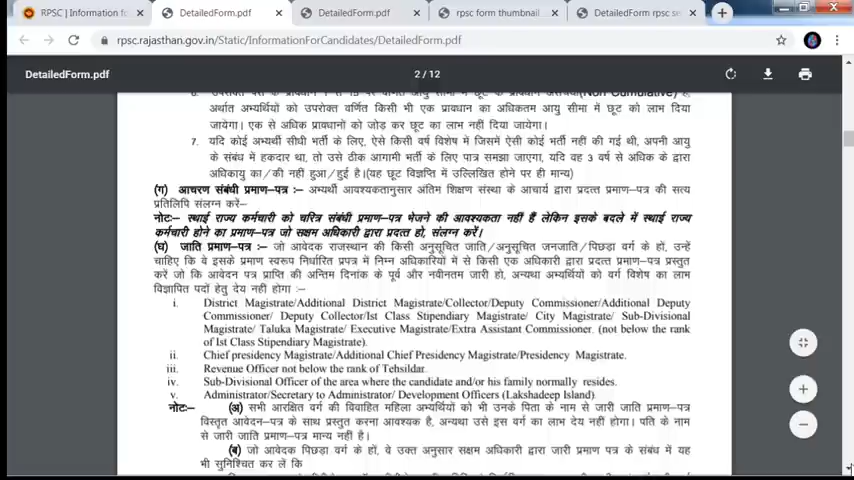 RPSC | Information f
DetailedForm.pdf
DetailedForm.pdf
rpsc form thumbnail
DetailedForm rpsc se
rpsc.rajasthan.gov.in/Static/InformationForCandidates/DetailedForm.pdf
DetailedForm.pdf
2 / 12
(Non Cumulative)
अर्थात अभ्यर्थियों को उपरोक्त वर्णित किसी भी एक प्रावधान का अधिकतम आयु सीमा में छूट को लाभ दिया
जायेगा। एक से अधिक प्रावधानों को जोड़ कर छूट का लाभ नहीं दिया जायेगा।
7. यदि कोई अभ्यर्थी सीधी भर्ती के लिए, ऐसे किसी वर्ष विशेष में जिसमें ऐसी कोई भर्ती नहीं की गई थी, अपनी आयु
के संबंध में हकदार था, तो उसे ठीक आगामी भर्ती के लिए पात्र समझा जाएगा, यदि वह 3 वर्ष से अधिक के द्वारा
अधिकायु का/की नहीं हुआ/हुई है।(यह छूट विज्ञप्ति में उल्लिखित होने पर ही मान्य)
(ग) आचरण संबंधी प्रमाण–पत्र :– अभ्यर्थी आवश्यकतानुसार अंतिम शिक्षण संस्था के आचार्य द्वारा प्रदत्त प्रमाण–पत्र की सत्य
प्रतिलिपि संलग्न करें–
नोटः– स्थाई राज्य कर्मचारी को चरित्र संबंधी प्रमाण–पत्र भेजने की आवश्यकता नहीं हैं लेकिन इसके बदले में स्थाई राज्य
कर्मचारी होने का प्रमाण–पत्र जो सक्षम अधिकारी द्वारा प्रदत्त हो, संलग्न करें।
(घ) जाति प्रमाण–पत्र :– जो आवेदक राजस्थान की किसी अनुसूचित जाति/अनुसूचित जनजाति/पिछड़ा वर्ग के हों, उन्हें
चाहिए कि वे इसके प्रमाण स्वरूप निर्धारित प्रपत्र में निम्न अधिकारियों में से किसी एक अधिकारी द्वारा प्रदत्त प्रमाण–पत्र प्रस्तुत
करें जो कि आवेदन पत्र प्राप्ति की अन्तिम दिनांक के पूर्व और नवीनतम जारी हो, अन्यथा अभ्यर्थियों को वर्ग विशेष का लाभ
विज्ञापित पदों हेतु देय नहीं होगा :–
i. District Magistrate/Additional District Magistrate/Collector/Deputy Commissioner/Additional Deputy
Commissioner/ Deputy Collector/Ist Class Stipendiary Magistrate/ City Magistrate/ Sub-Divisional
Magistrate/ Taluka Magistrate/ Executive Magistrate/Extra Assistant Commissioner. (not below the rank
of Ist Class Stipendiary Magistrate).
ii. Chief presidency Magistrate/Additional Chief Presidency Magistrate/Presidency Magistrate.
iii. Revenue Officer not below the rank of Tehsildar.
iv. Sub-Divisional Officer of the area where the candidate and/or his family normally resides.
v. Administrator/Secretary to Administrator/ Development Officers (Lakshadeep Island).
नोटः– (अ) सभी आरक्षित वर्ग की विवाहित महिला अभ्यर्थियों को भी उनके पिता के नाम से जारी जाति प्रमाण–पत्र
विस्तृत आवेदन–पत्र के साथ प्रस्तुत करना आवश्यक है, अन्यथा उसे इस वर्ग का लाभ देय नहीं होगा। पति के नाम
से जारी जाति प्रमाण–पत्र मान्य नहीं है।
(ब) जो आवेदक पिछड़ा वर्ग के हों, वे उक्त अनुसार सक्षम अधिकारी द्वारा जारी प्रमाण पत्र के संबंध में यह
भी सुनिश्चित कर लें कि